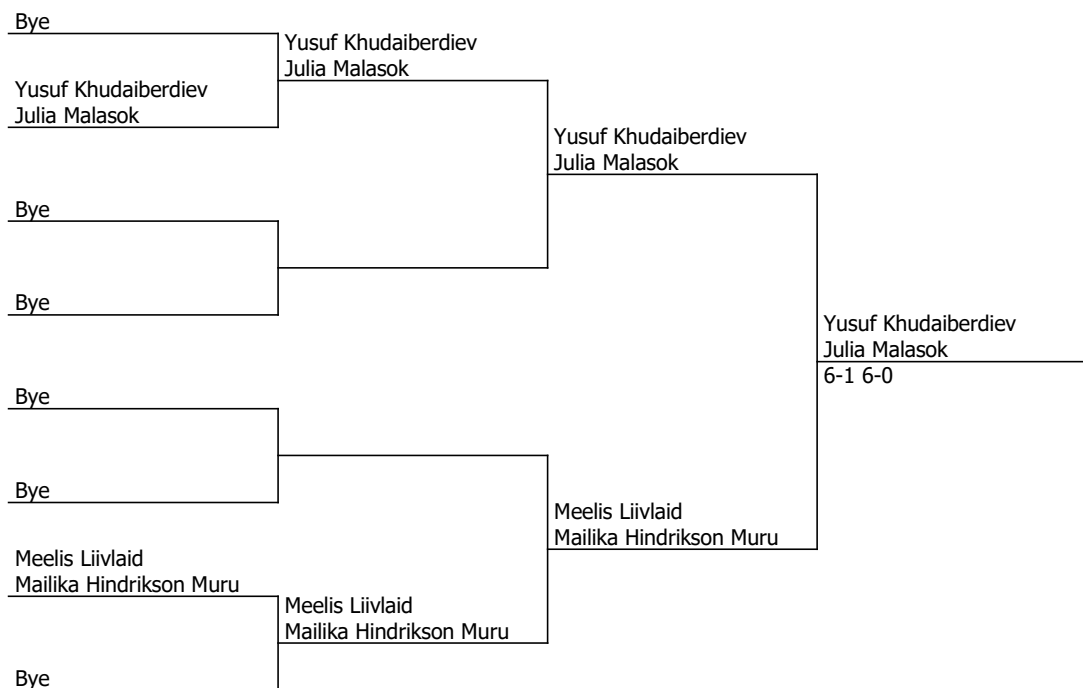 Bye
Yusuf Khudaiberdiev
Julia Malasok
Yusuf Khudaiberdiev
Julia Malasok
Yusuf Khudaiberdiev
Julia Malasok
Bye
Bye
Yusuf Khudaiberdiev
Julia Malasok
6-1 6-0
Bye
Bye
Meelis Liivlaid
Mailika Hindrikson Muru
Meelis Liivlaid
Mailika Hindrikson Muru
Meelis Liivlaid
Mailika Hindrikson Muru
Bye